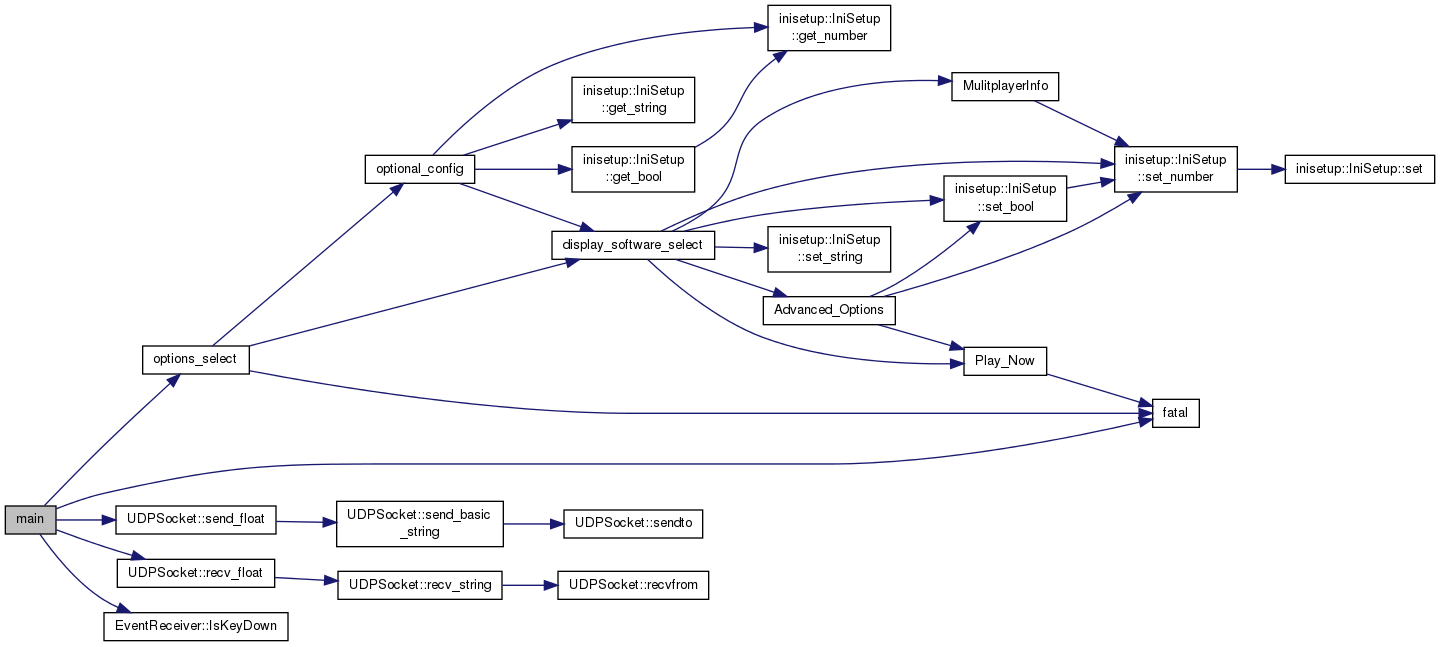 inisetup::IniSetup
::get_number
inisetup::IniSetup
::get_string
MulitplayerInfo
optional_config
inisetup::IniSetup
::get_bool
inisetup::IniSetup
::set_number
inisetup::IniSetup::set
inisetup::IniSetup
::set_bool
display_software_select
inisetup::IniSetup
::set_string
Advanced_Options
options_select
Play_Now
fatal
main
UDPSocket::send_float
UDPSocket::send_basic
_string
UDPSocket::sendto
UDPSocket::recv_float
UDPSocket::recv_string
UDPSocket::recvfrom
EventReceiver::IsKeyDown